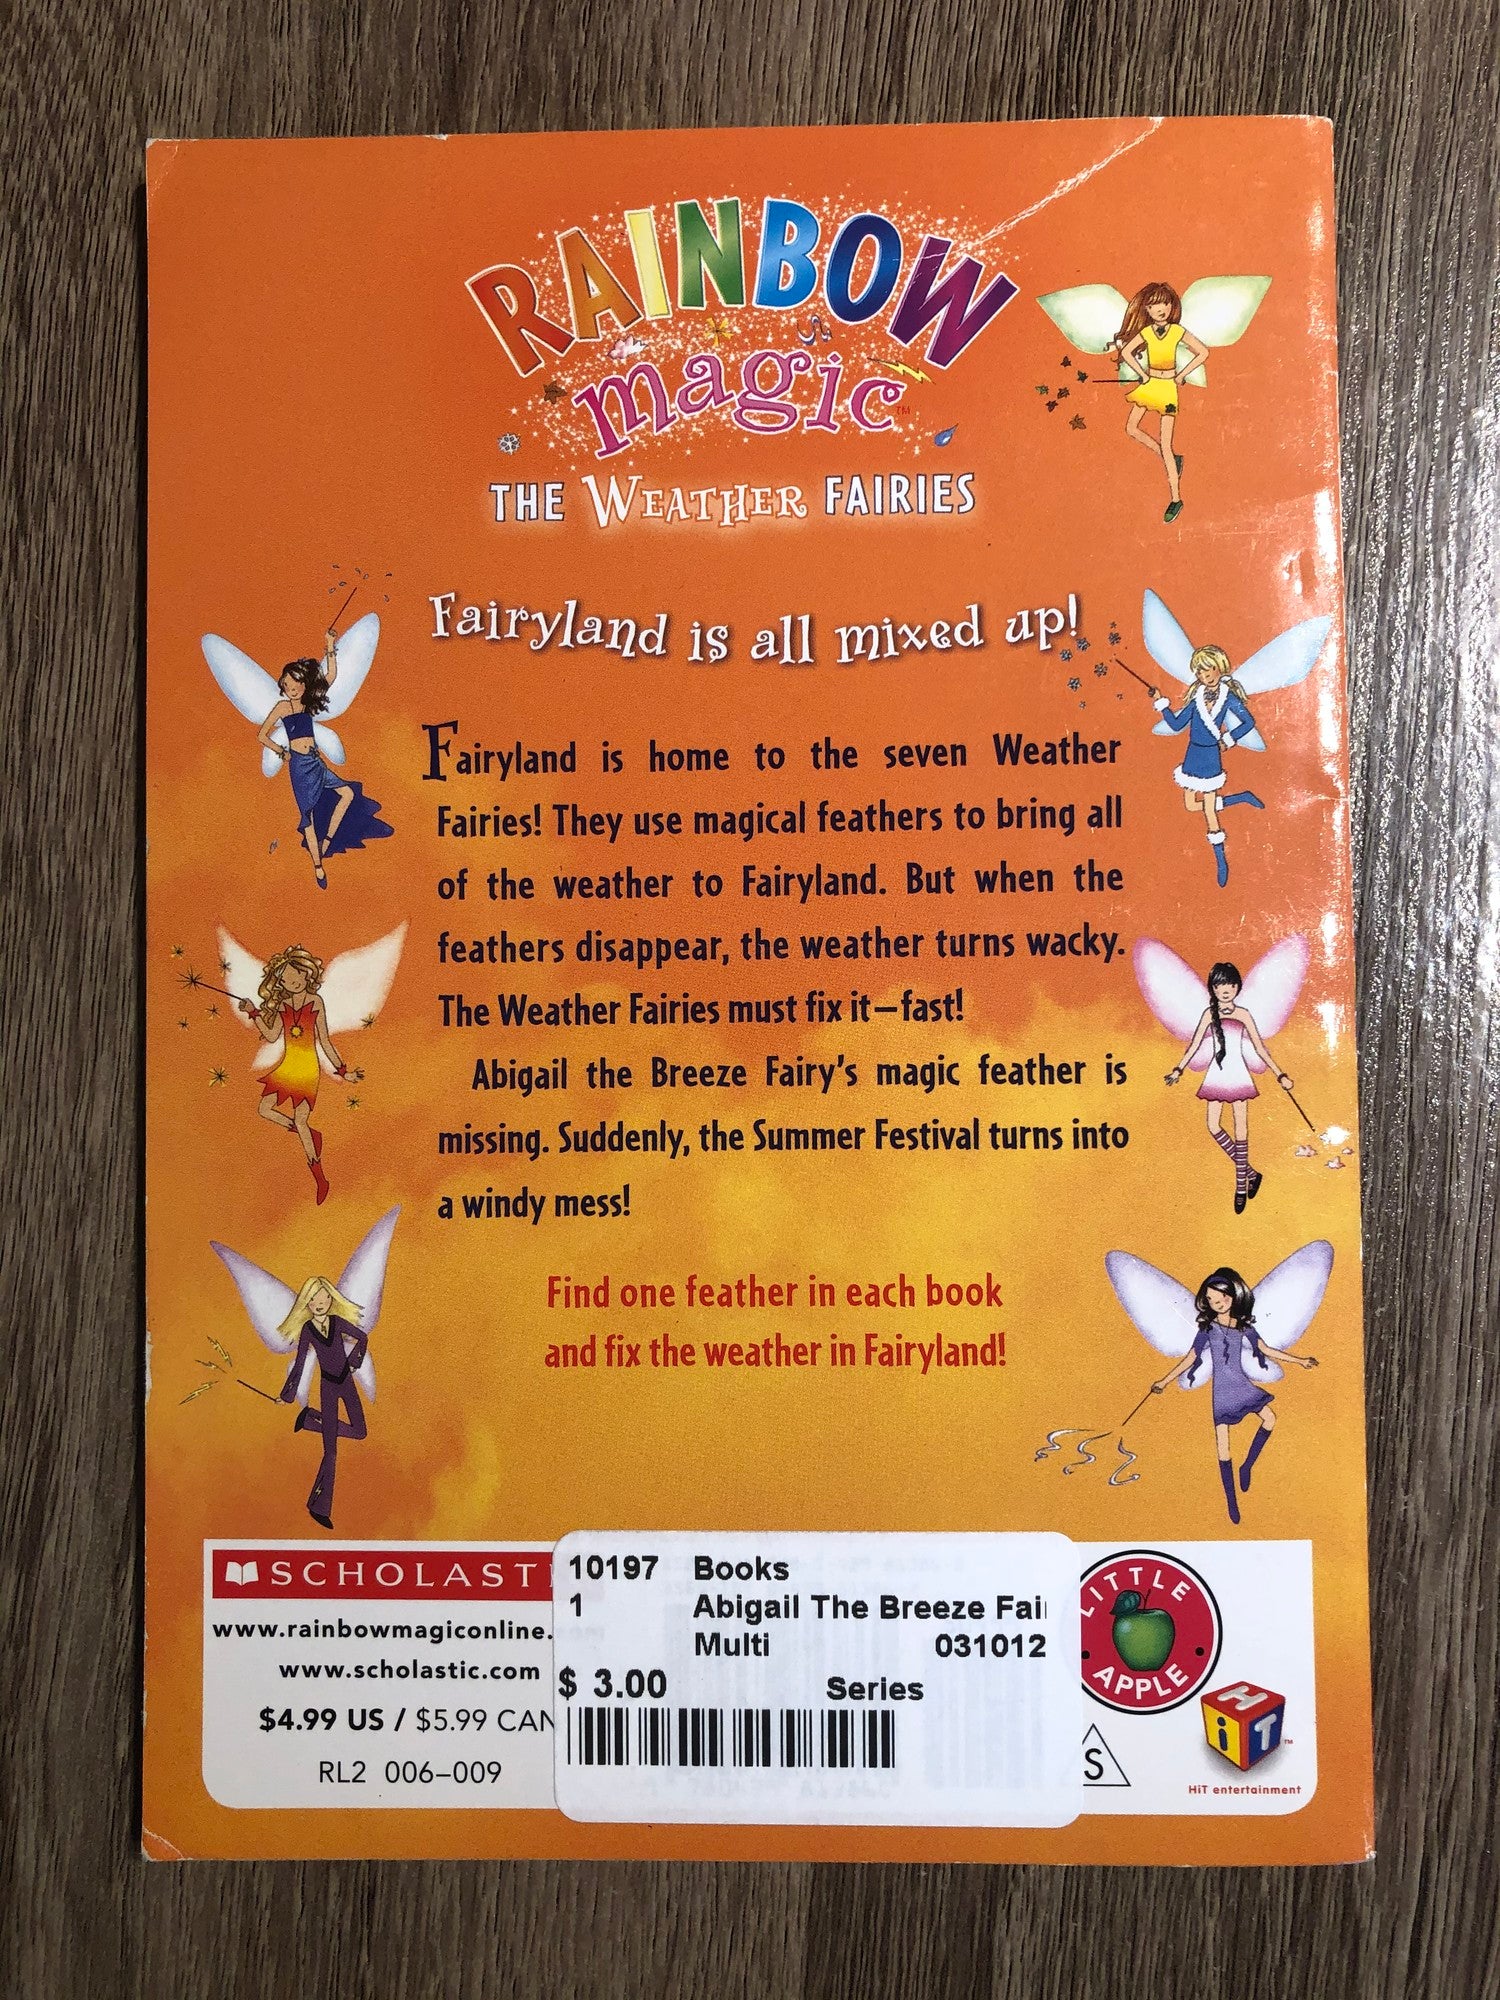 RAINBOW
magic™
THE WEATHER FAIRIES
Fairyland is all mixed up!
Fairyland is home to the seven Weather
Fairies! They use magical feathers to bring all
of the weather to Fairyland. But when the
feathers disappear, the weather turns wacky.
The Weather Fairies must fix it—fast!
Abigail the Breeze Fairy's magic feather is
missing. Suddenly, the Summer Festival turns into
a windy mess!
Find one feather in each book
and fix the weather in Fairyland!
SCHOLASTI
www.rainbowmagiconline.
www.scholastic.com
$4.99 US / $5.99 CAN
RL2 006–009
10197 Books
1 Abigail The Breeze Fai
Multi 031012
$ 3.00 Series
LITTLE
APPLE
S
HiT™
HiT entertainment